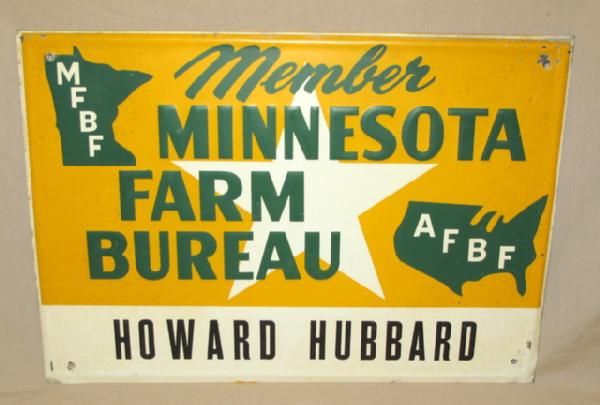 Member
MFBF
MINNESOTA
FARM
BUREAU
AFBF
HOWARD HUBBARD